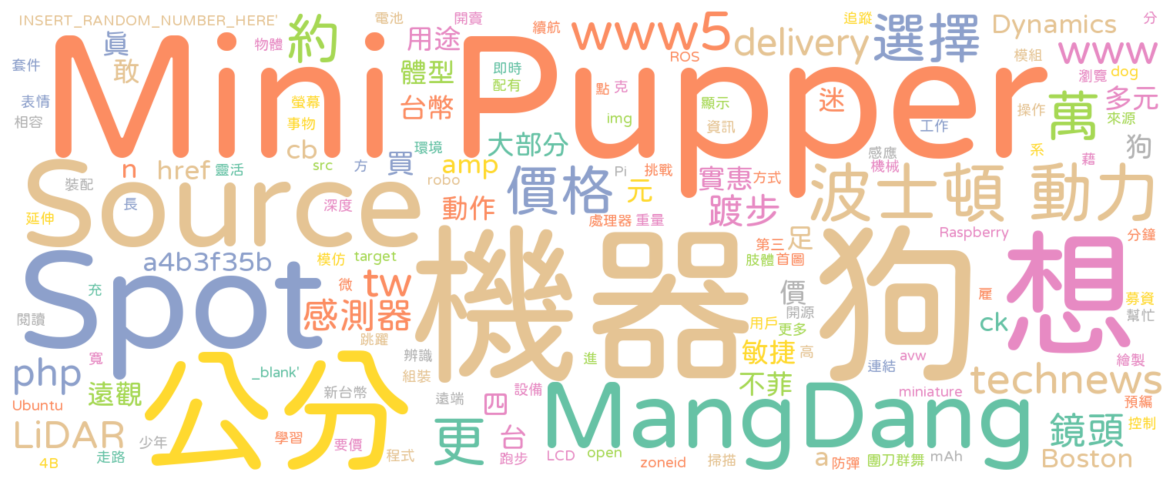 INSERT_RANDOM_NUMBER_HERE'
電池
開賣
追蹤
分
物體
約
用途
續航
www5
delivery
選擇
Dynamics
www
眞
敢
體型
即時
配有
ROS
模組
瀏覽
dog
多元
套件
表情
相容
Mini Pupper
螢幕
事物
台幣
點
克
顯示
迷
萬
來源
操作
cb
環境
大部分
img
資訊
工作
狗
n
href
靈活
src
方
買
amp
Pi
挑戰
方式
感應
機械
系
藉
裝配
robo
價格
元
實惠
波士頓 動力
Source
延伸
長
深度
動作
處理器
重量
踱步
Raspberry
分鐘
a4b3f35b
模仿
target
第三
首圖
肢體
足
Spot
充
微
tw
機器狗
想
雇
募資
幫忙
閱讀
感測器
價
開源
ck
跳躍
用戶
更多
寬
辨識
敏捷
高
進
avw
連結
繪製
php
遠觀
_blank'
組裝
不菲
technews
Ubuntu
公分
新台幣
遠端
四
設備
MangDang
miniature
預編
LiDAR
少年
學習
要價
更
台
鏡頭
控制
4B
走路
程式
跑步
LCD
open
zoneid
掃描
a
防彈
團刀群舞
mAh
Boston